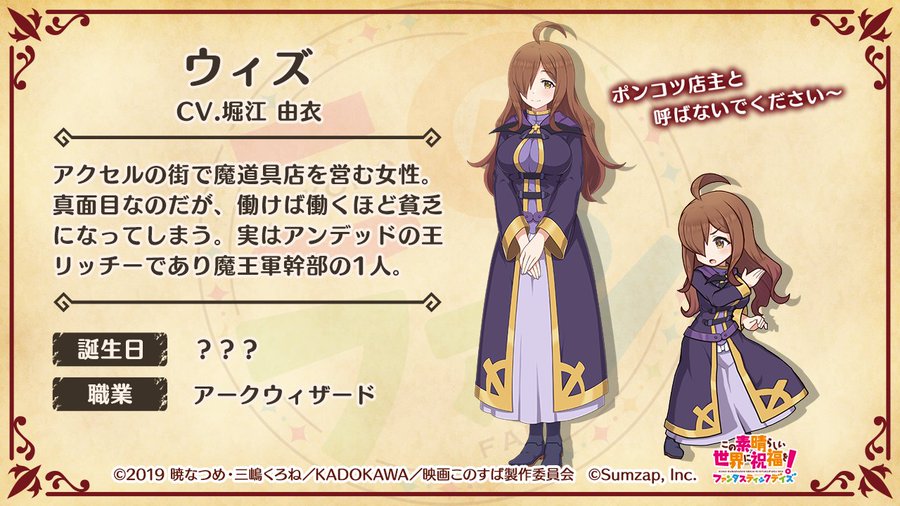 ウィズ
CV.堀江 由衣
アクセルの街で魔道具店を営む女性。
真面目なのだが、働けば働くほど貧乏
になってしまう。実はアンデッドの王
リッチーであり魔王軍幹部の1人。
誕生日 ???
職業 アークウィザード
ポンコツ店主と
呼ばないでください〜
この素晴らしい
世界に祝福を!
ファンタスティックデイズ
©2019 暁なつめ・三嶋くろね/KADOKAWA/映画このすば製作委員会 ©Sumzap, Inc.